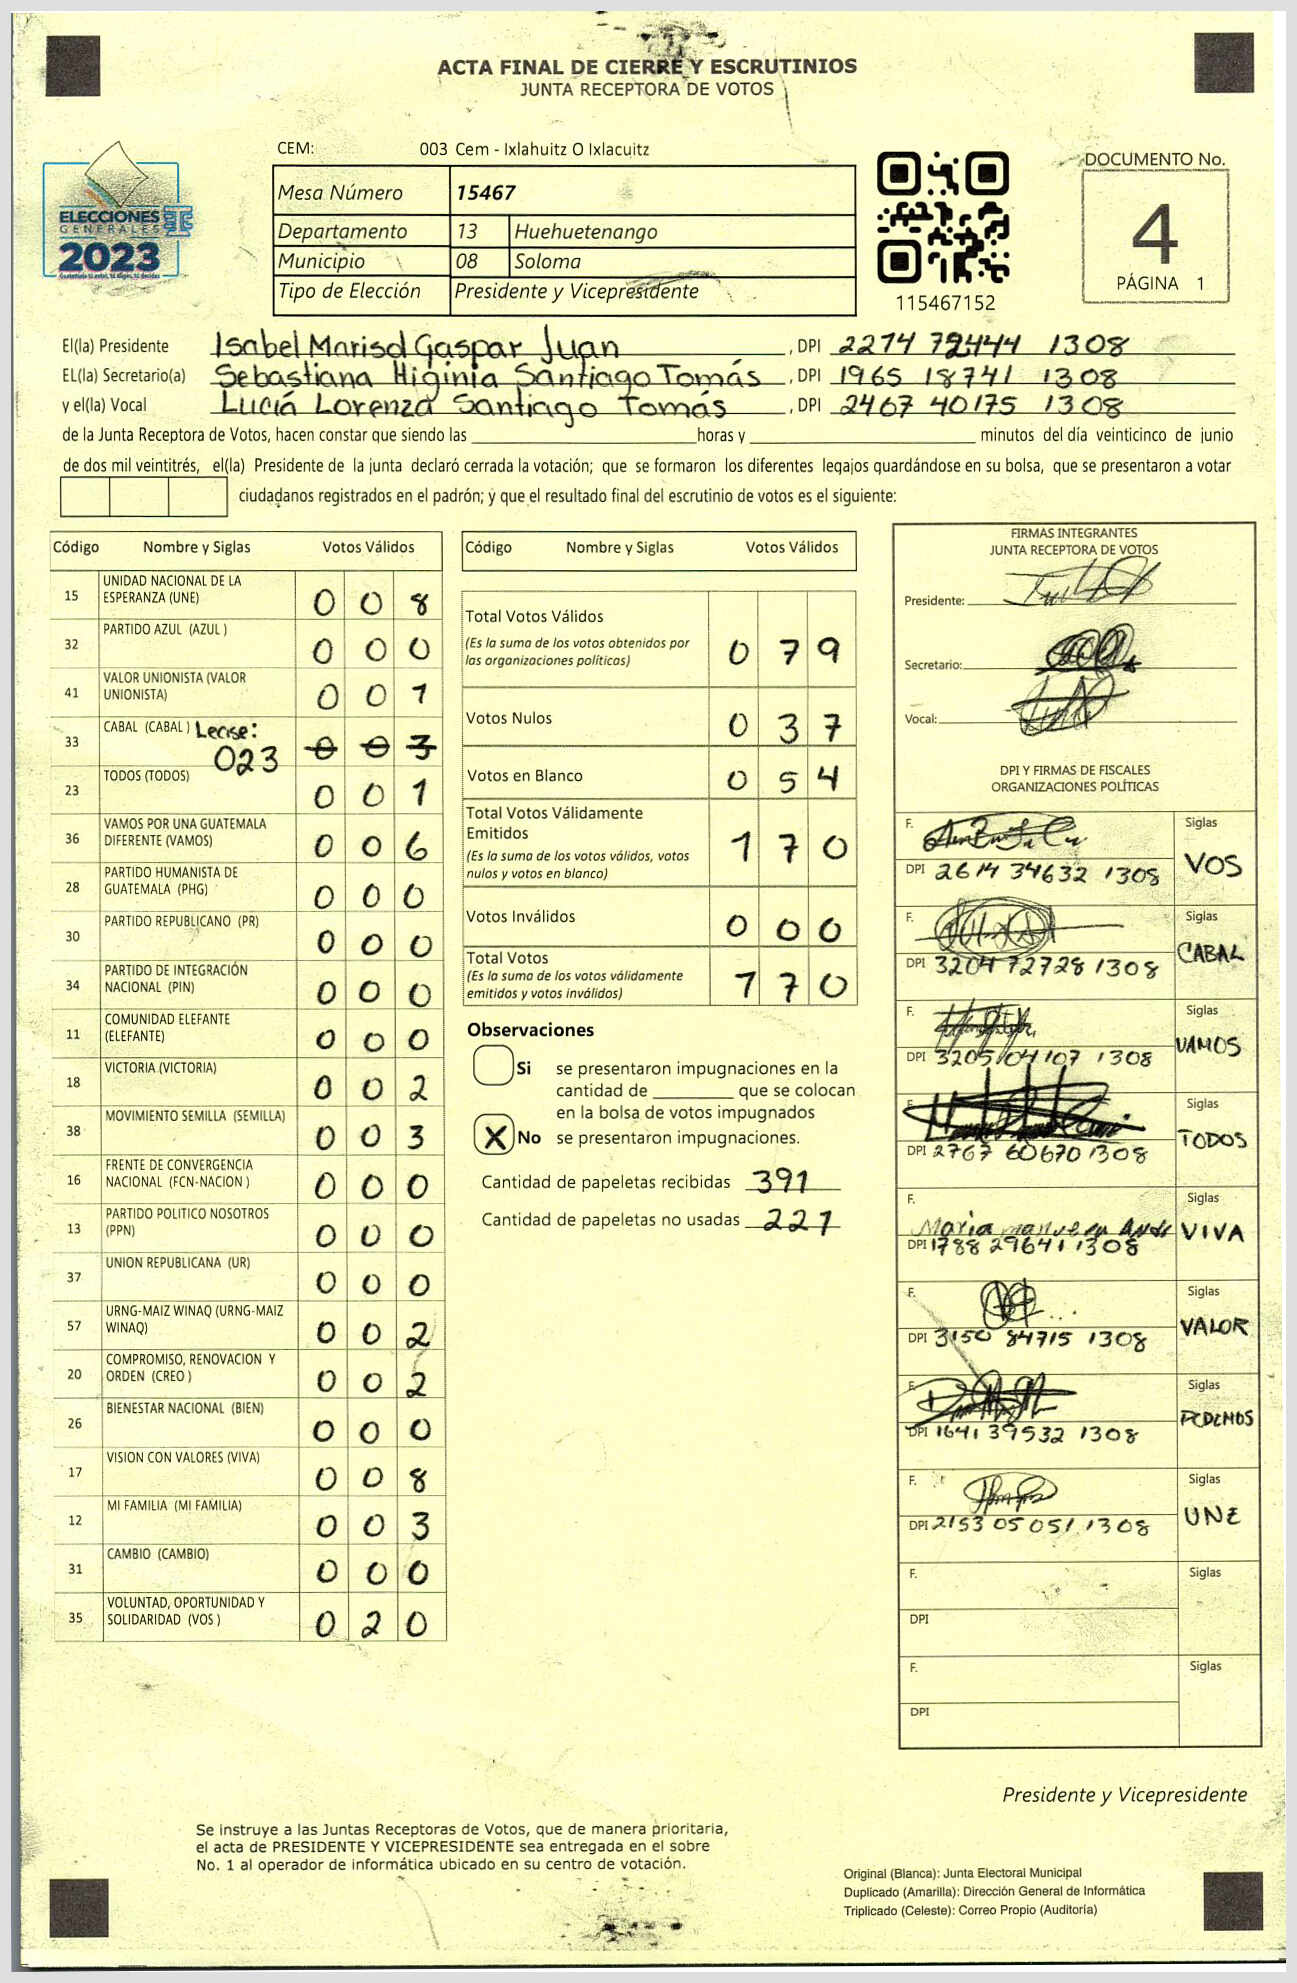 ACTA FINAL DE CIERRE Y ESCRUTINIOS
JUNTA RECEPTORA DE VOTOS
CEM: 003 Cem - Ixlahuitz O Ixlacuitz
ELECCIONES
GENERALES
2023
TSE
Mesa Número 15467
Departamento 13 Huehuetenango
Municipio 08 Soloma
Tipo de Elección Presidente y Vicepresidente
115467152
DOCUMENTO No.
4
PÁGINA 1
El(la) Presidente Isabel Marisol Gaspar Juan , DPI 2274 72444 1308
EL(la) Secretario(a) Sebastiana Higinia Santiago Tomás , DPI 1965 18741 1308
y el(la) Vocal Lucía Lorenza Santiago Tomás , DPI 2467 40175 1308
de la Junta Receptora de Votos, hacen constar que siendo las horas y minutos del día veinticinco de junio
de dos mil veintitrés, el(la) Presidente de la junta declaró cerrada la votación; que se formaron los diferentes legajos guardándose en su bolsa, que se presentaron a votar
ciudadanos registrados en el padrón; y que el resultado final del escrutinio de votos es el siguiente:
Código Nombre y Siglas Votos Válidos
15 UNIDAD NACIONAL DE LA ESPERANZA (UNE) 0 0 8
32 PARTIDO AZUL (AZUL ) 0 0 0
41 VALOR UNIONISTA (VALOR UNIONISTA) 0 0 1
33 CABAL (CABAL ) Lease: 023 0 0 3
23 TODOS (TODOS) 0 0 1
36 VAMOS POR UNA GUATEMALA DIFERENTE (VAMOS) 0 0 6
28 PARTIDO HUMANISTA DE GUATEMALA (PHG) 0 0 0
30 PARTIDO REPUBLICANO (PR) 0 0 0
34 PARTIDO DE INTEGRACIÓN NACIONAL (PIN) 0 0 0
11 COMUNIDAD ELEFANTE (ELEFANTE) 0 0 0
18 VICTORIA (VICTORIA) 0 0 2
38 MOVIMIENTO SEMILLA (SEMILLA) 0 0 3
16 FRENTE DE CONVERGENCIA NACIONAL (FCN-NACION ) 0 0 0
13 PARTIDO POLITICO NOSOTROS (PPN) 0 0 0
37 UNION REPUBLICANA (UR) 0 0 0
57 URNG-MAIZ WINAQ (URNG-MAIZ WINAQ) 0 0 2
20 COMPROMISO, RENOVACION Y ORDEN (CREO ) 0 0 2
26 BIENESTAR NACIONAL (BIEN) 0 0 0
17 VISION CON VALORES (VIVA) 0 0 8
12 MI FAMILIA (MI FAMILIA) 0 0 3
31 CAMBIO (CAMBIO) 0 0 0
35 VOLUNTAD, OPORTUNIDAD Y SOLIDARIDAD (VOS ) 0 2 0
Código Nombre y Siglas Votos Válidos
Total Votos Válidos 0 7 9
(Es la suma de los votos obtenidos por
las organizaciones políticas)
Votos Nulos 0 3 7
Votos en Blanco 0 5 4
Total Votos Válidamente
Emitidos 1 7 0
(Es la suma de los votos válidos, votos
nulos y votos en blanco)
Votos Inválidos 0 0 0
Total Votos 1 7 0
(Es la suma de los votos válidamente
emitidos y votos inválidos)
Observaciones
Si se presentaron impugnaciones en la
cantidad de que se colocan
en la bolsa de votos impugnados
X No se presentaron impugnaciones.
Cantidad de papeletas recibidas 391
Cantidad de papeletas no usadas 221
FIRMAS INTEGRANTES
JUNTA RECEPTORA DE VOTOS
Presidente:
Secretario:
Vocal:
DPI Y FIRMAS DE FISCALES
ORGANIZACIONES POLÍTICAS
F. Siglas
DPI 2614 34632 1308 VOS
F. Siglas
DPI 3204 72728 1308 CABAL
F. Siglas
DPI 3205 04107 1308 VAMOS
F. Siglas
DPI 2767 60670 1308 TODOS
F. Maria Siglas
DPI 1788 29641 1308 VIVA
F. Siglas
DPI 3150 84715 1308 VALOR
F. Siglas
DPI 1641 39532 1308 PODEMOS
F. Siglas
DPI 2153 05051 1308 UNE
F. Siglas
DPI
F. Siglas
DPI
Presidente y Vicepresidente
Se instruye a las Juntas Receptoras de Votos, que de manera prioritaria,
el acta de PRESIDENTE Y VICEPRESIDENTE sea entregada en el sobre
No. 1 al operador de informática ubicado en su centro de votación.
Original (Blanca): Junta Electoral Municipal
Duplicado (Amarilla): Dirección General de Informática
Triplicado (Celeste): Correo Propio (Auditoria)